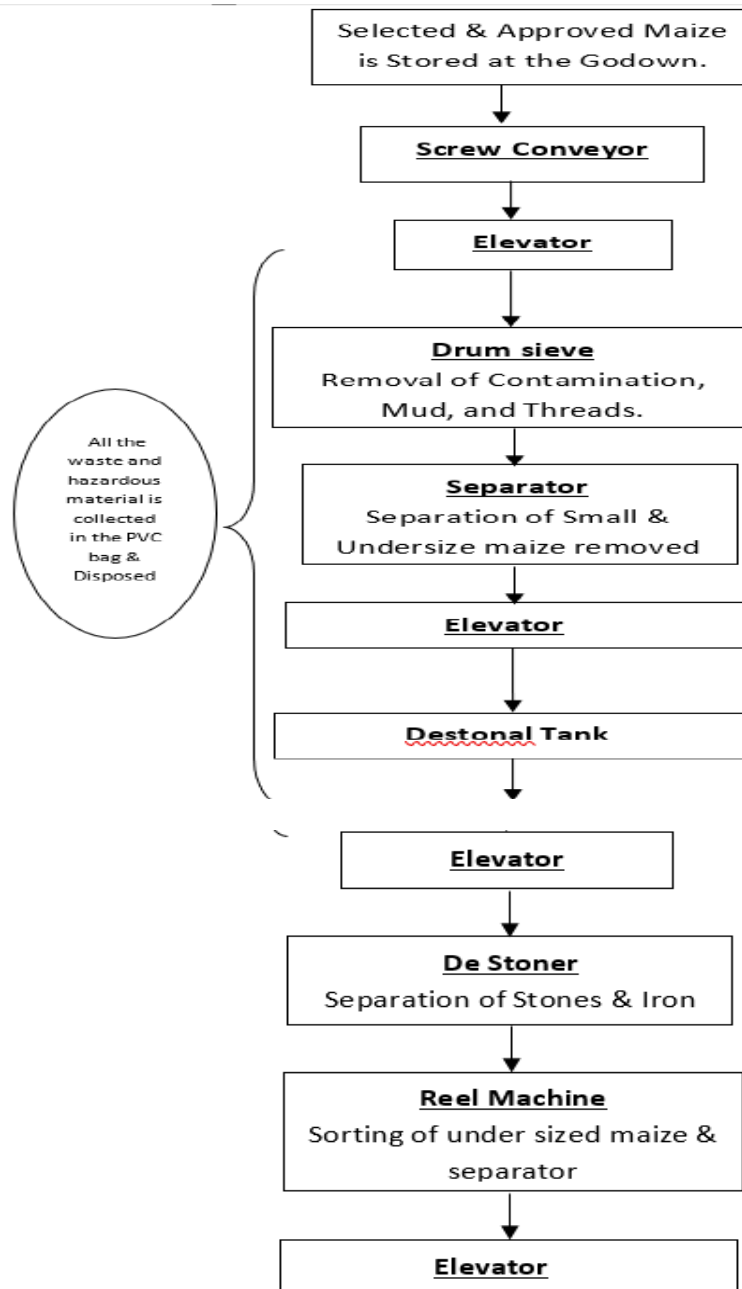 Selected & Approved Maize
is Stored at the Godown.
Screw Conveyor
Elevator
Drum sieve
Removal of Contamination,
Mud, and Threads.
All the
waste and
hazardous
material is
collected
in the PVC
bag &
Disposed
Separator
Separation of Small &
Undersize maize removed
Elevator
Destonal Tank
Elevator
De Stoner
Separation of Stones & Iron
Reel Machine
Sorting of under sized maize &
separator
Elevator